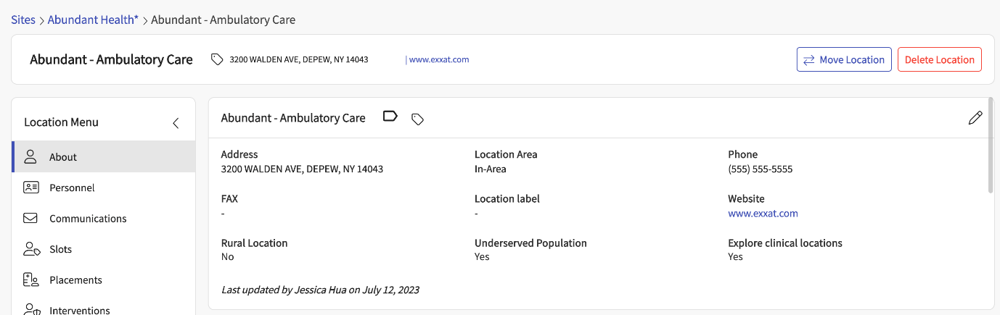 Sites > Abundant Health* > Abundant - Ambulatory Care
Abundant - Ambulatory Care 3200 WALDEN AVE, DEPEW, NY 14043 | www.exxat.com Move Location Delete Location
Location Menu
About
Personnel
Communications
Slots
Placements
Interventions
Abundant - Ambulatory Care
Address Location Area Phone
3200 WALDEN AVE, DEPEW, NY 14043 In-Area (555) 555-5555
FAX Location label Website
- - www.exxat.com
Rural Location Underserved Population Explore clinical locations
No Yes Yes
Last updated by Jessica Hua on July 12, 2023